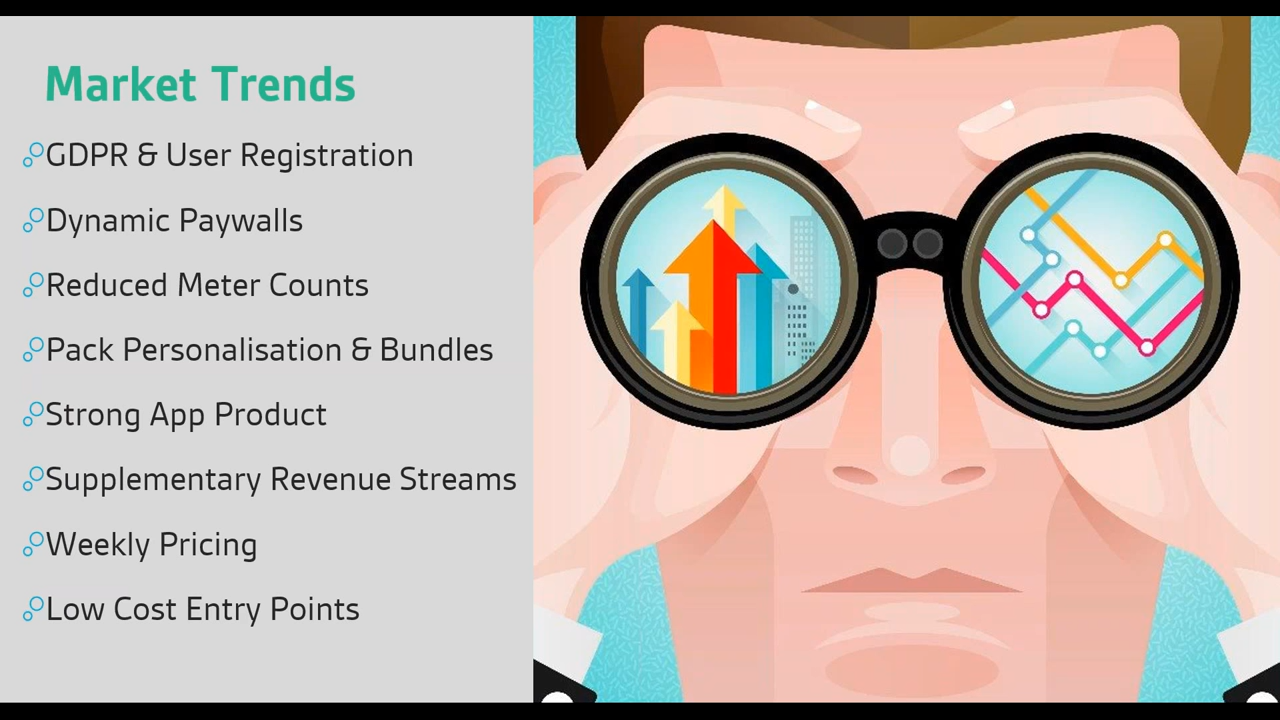 Market Trends
GDPR & User Registration
Dynamic Paywalls
Reduced Meter Counts
Pack Personalisation & Bundles
Strong App Product
Supplementary Revenue Streams
Weekly Pricing
Low Cost Entry Points